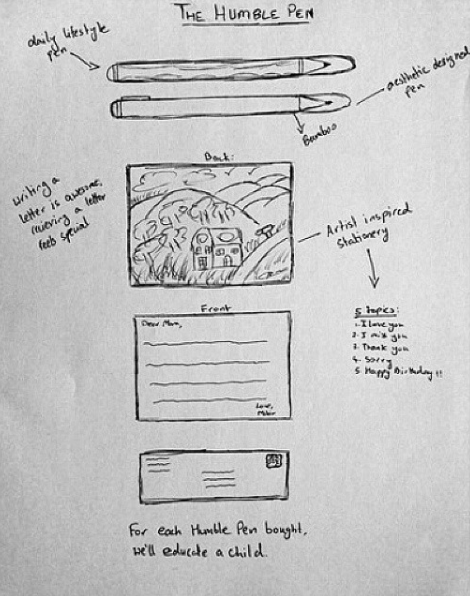 THE HUMBLE PEN
daily lifestyle
pen
aesthetic designed
pen
Bamboo
Back:
Writing a
letter is awesome,
receiving a letter
feels special
Artist inspired
stationery
5 Topics:
1. I love you
2. I miss you
3. Thank you
4. Sorry
5. Happy Birthday!!
Front
Dear Mom,
Love,
For each Humble Pen bought,
we'll educate a child.